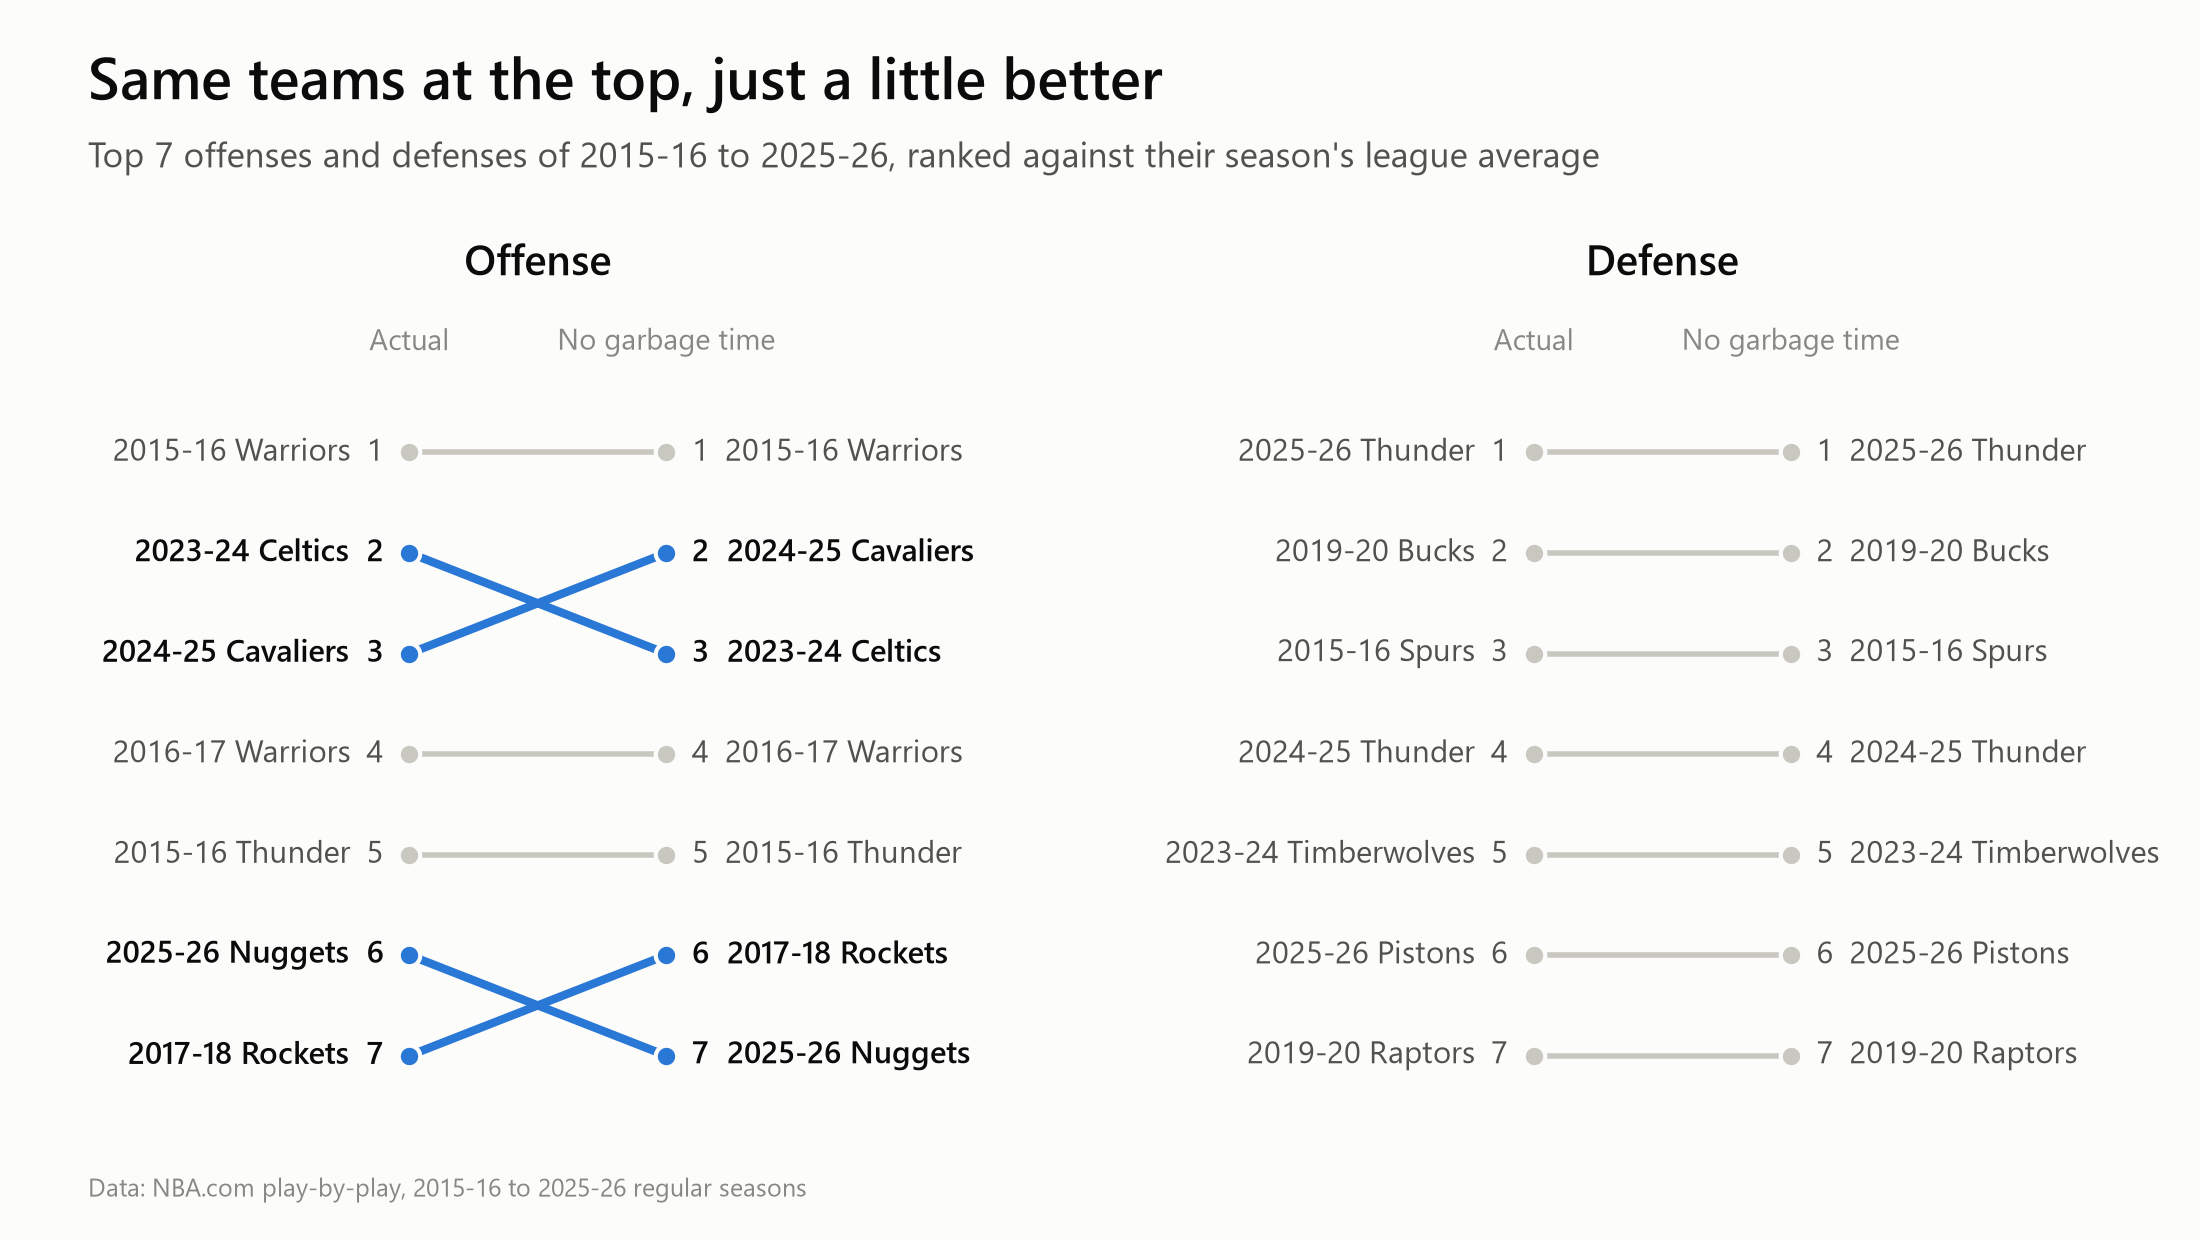 Same teams at the top, just a little better
Top 7 offenses and defenses of 2015-16 to 2025-26, ranked against their season's league average
Offense
Actual No garbage time
2015-16 Warriors 1 1 2015-16 Warriors
2023-24 Celtics 2 2 2024-25 Cavaliers
2024-25 Cavaliers 3 3 2023-24 Celtics
2016-17 Warriors 4 4 2016-17 Warriors
2015-16 Thunder 5 5 2015-16 Thunder
2025-26 Nuggets 6 6 2017-18 Rockets
2017-18 Rockets 7 7 2025-26 Nuggets
Defense
Actual No garbage time
2025-26 Thunder 1 1 2025-26 Thunder
2019-20 Bucks 2 2 2019-20 Bucks
2015-16 Spurs 3 3 2015-16 Spurs
2024-25 Thunder 4 4 2024-25 Thunder
2023-24 Timberwolves 5 5 2023-24 Timberwolves
2025-26 Pistons 6 6 2025-26 Pistons
2019-20 Raptors 7 7 2019-20 Raptors
Data: NBA.com play-by-play, 2015-16 to 2025-26 regular seasons